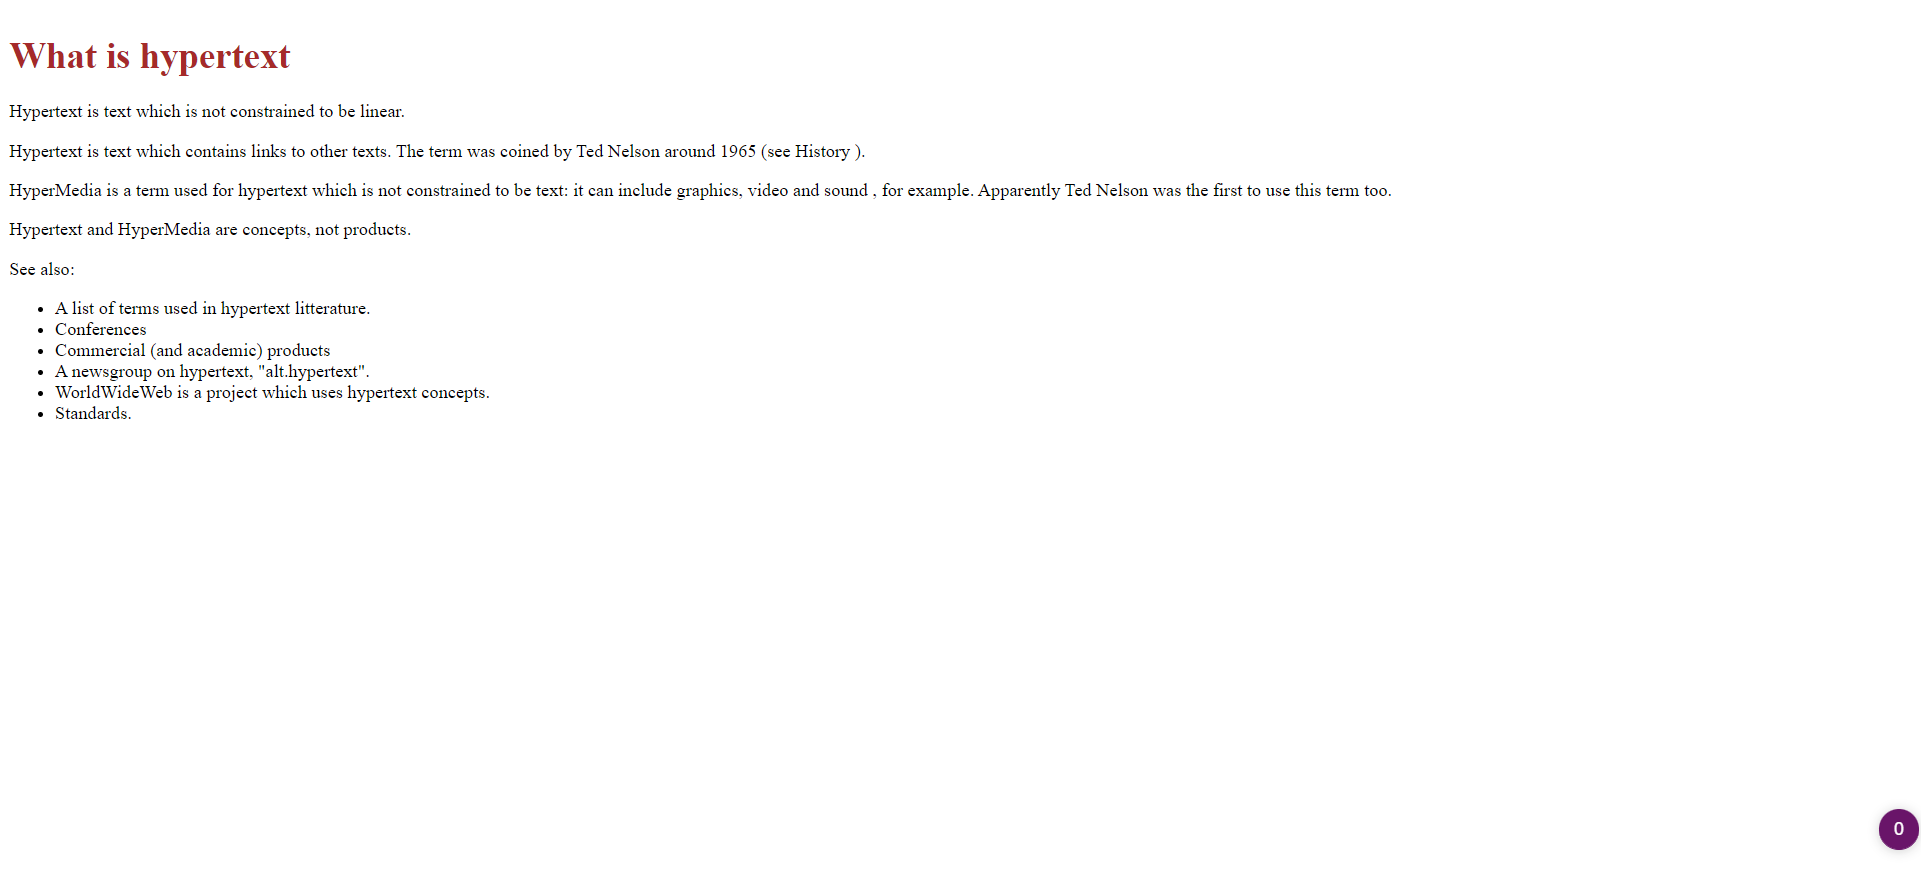 What is hypertext
Hypertext is text which is not constrained to be linear.
Hypertext is text which contains links to other texts. The term was coined by Ted Nelson around 1965 (see History ).
HyperMedia is a term used for hypertext which is not constrained to be text: it can include graphics, video and sound , for example. Apparently Ted Nelson was the first to use this term too.
Hypertext and HyperMedia are concepts, not products.
See also:
• A list of terms used in hypertext litterature.
• Conferences
• Commercial (and academic) products
• A newsgroup on hypertext, "alt.hypertext".
• WorldWideWeb is a project which uses hypertext concepts.
• Standards.
0